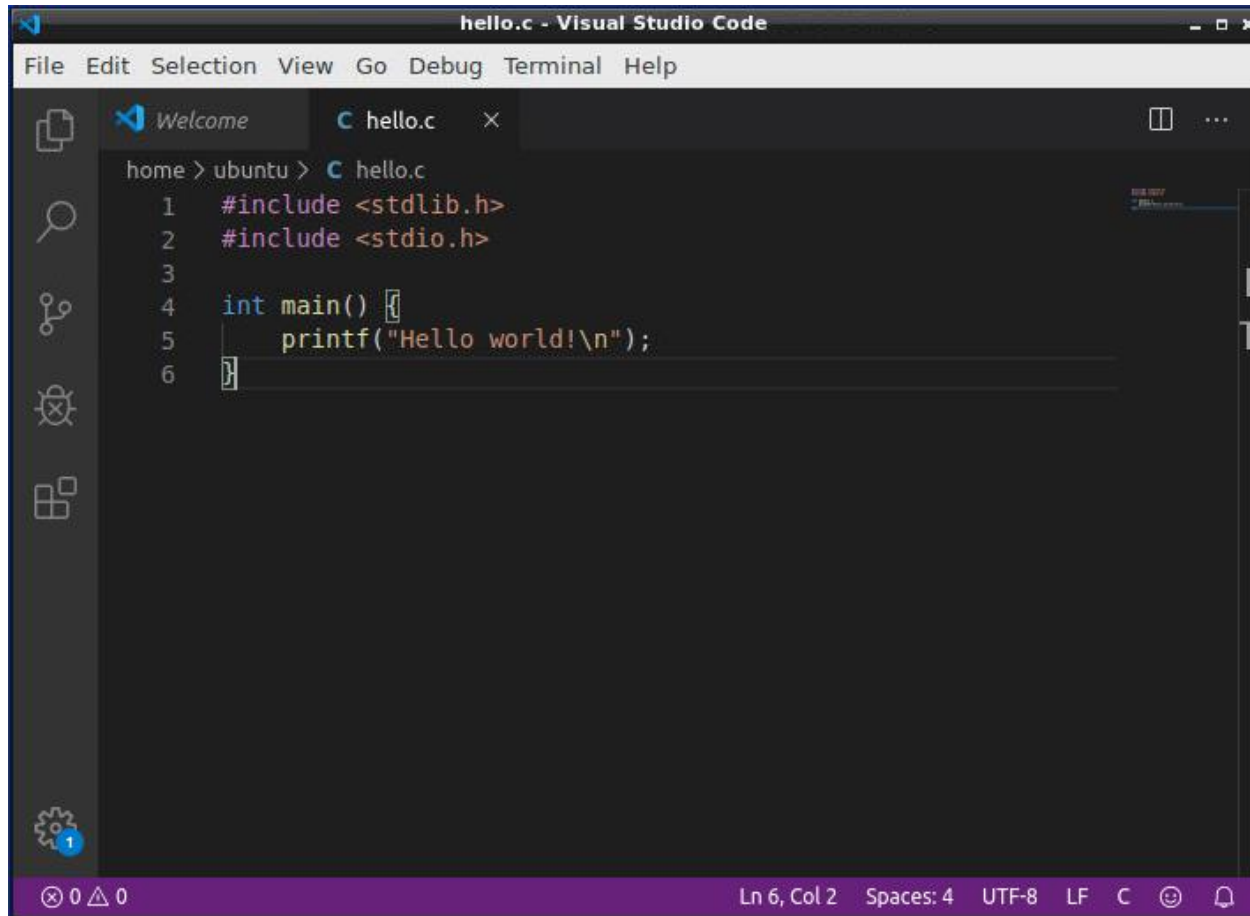 hello.c - Visual Studio Code
File Edit Selection View Go Debug Terminal Help
Welcome C hello.c
home > ubuntu > C hello.c
1 #include <stdlib.h>
2 #include <stdio.h>
3
4 int main() {
5 printf("Hello world!\n");
6 }
1
0 0 Ln 6, Col 2 Spaces: 4 UTF-8 LF C